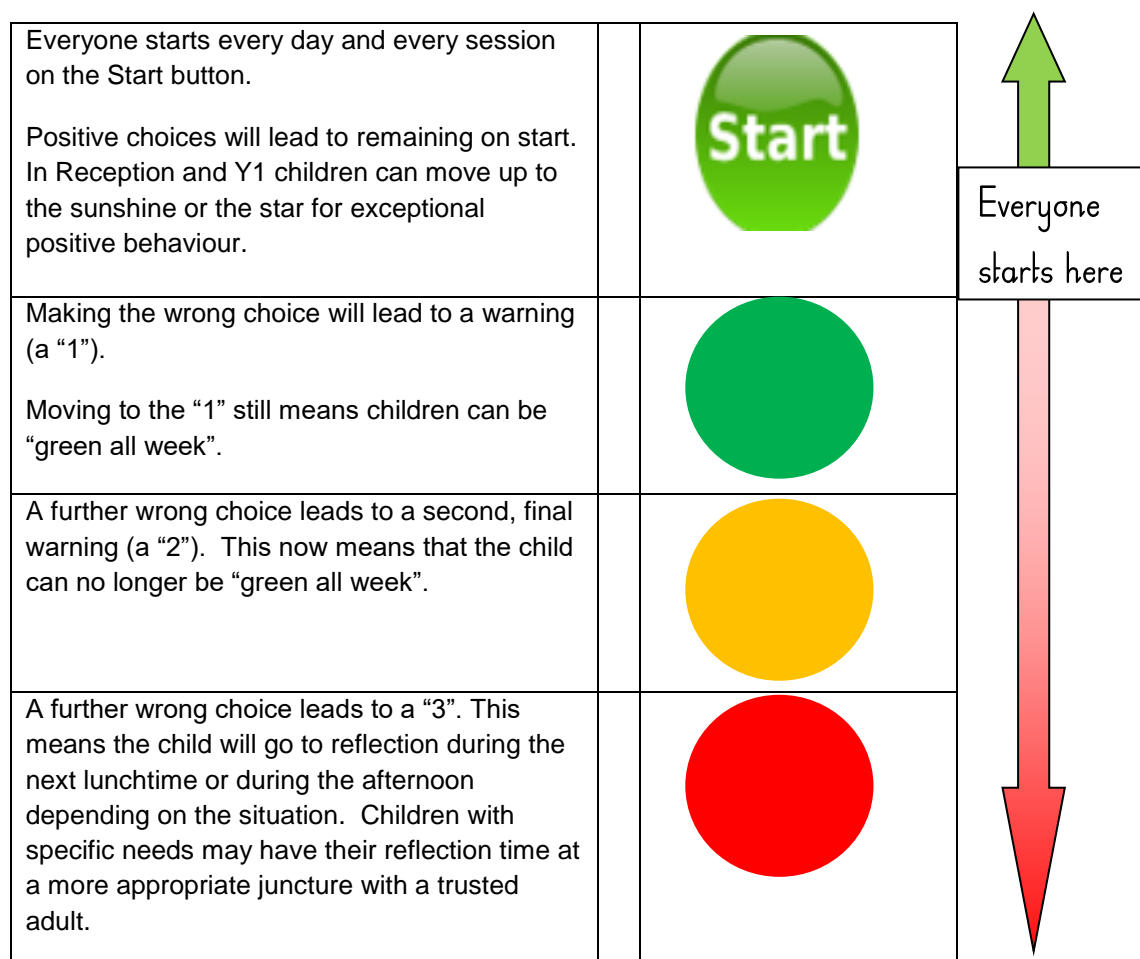 Everyone starts every day and every session
on the Start button.
Positive choices will lead to remaining on start.
In Reception and Y1 children can move up to
the sunshine or the star for exceptional
positive behaviour.
Start
Everyone
starts here
Making the wrong choice will lead to a warning
(a “1”).
Moving to the “1” still means children can be
“green all week”.
A further wrong choice leads to a second, final
warning (a “2”).  This now means that the child
can no longer be “green all week”.
A further wrong choice leads to a “3”. This
means the child will go to reflection during the
next lunchtime or during the afternoon
depending on the situation.  Children with
specific needs may have their reflection time at
a more appropriate juncture with a trusted
adult.